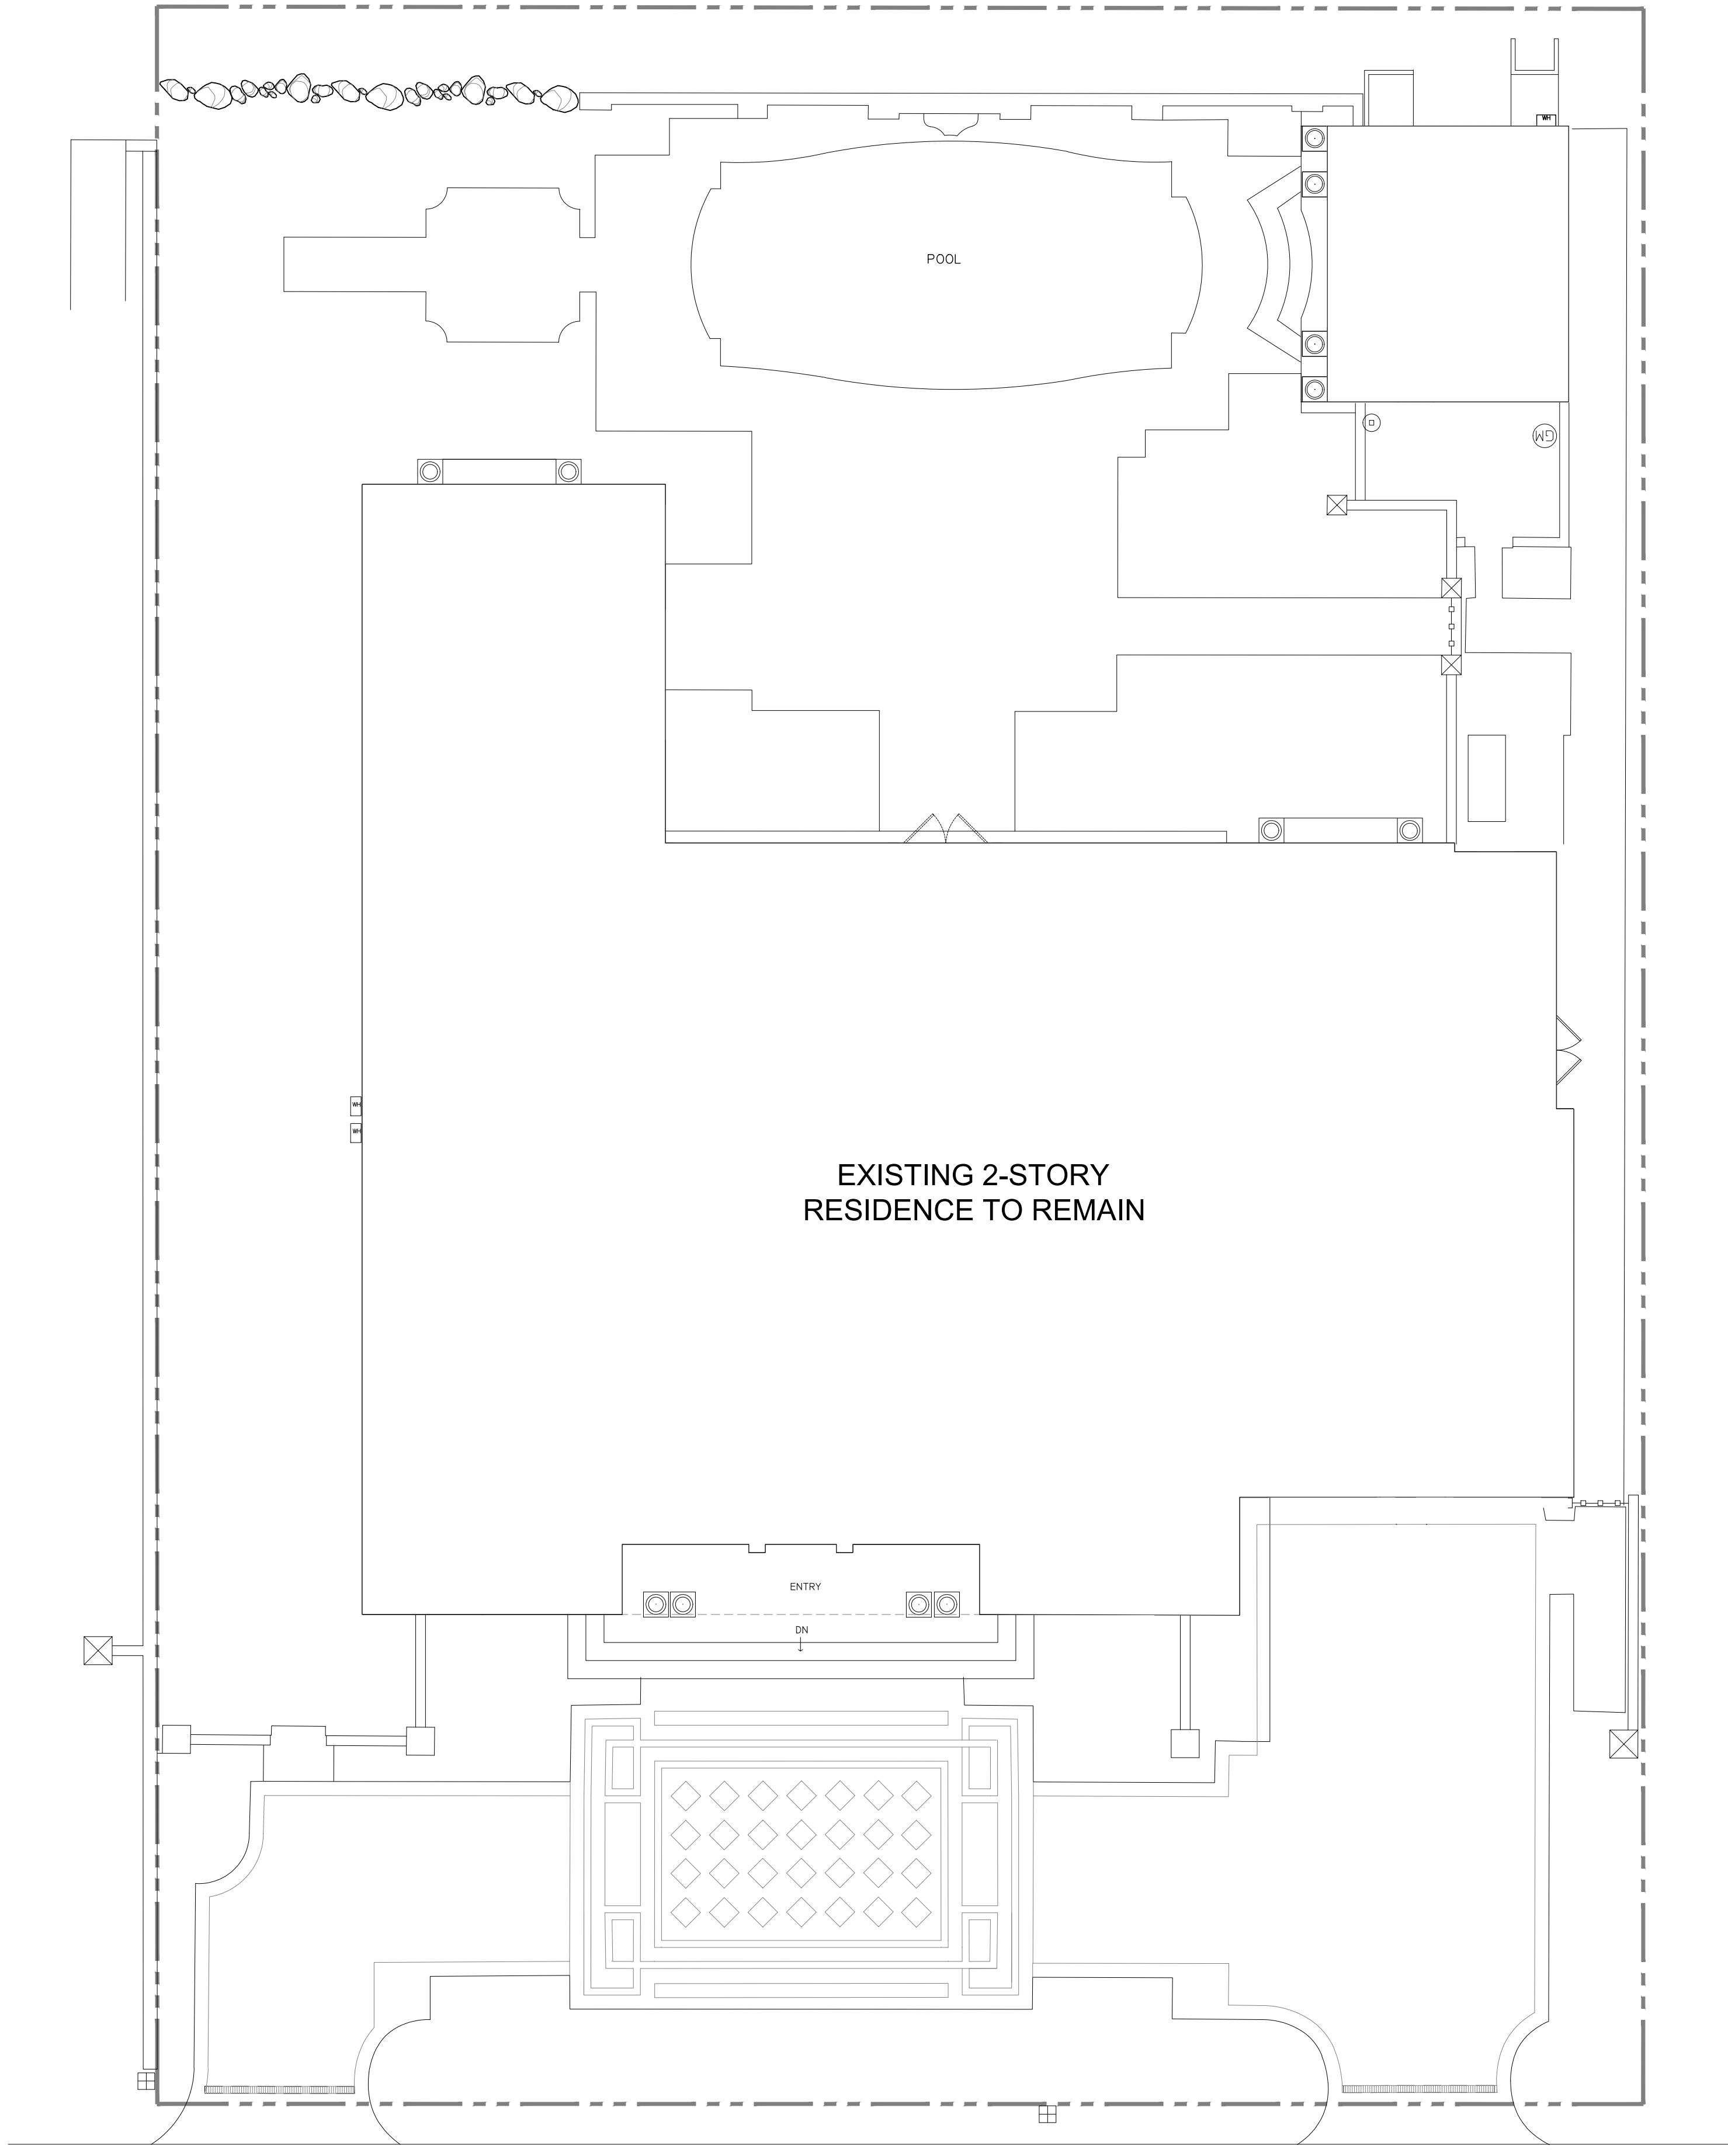 WH
POOL
GM
WH
WH
EXISTING 2-STORY
RESIDENCE TO REMAIN
ENTRY
DN